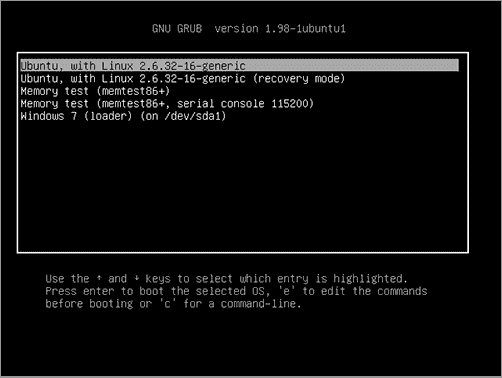 GNU GRUB  version 1.98-1ubuntu1
Ubuntu, with Linux 2.6.32-16-generic
Ubuntu, with Linux 2.6.32-16-generic (recovery mode)
Memory test (memtest86+)
Memory test (memtest86+, serial console 115200)
Windows 7 (loader) (on /dev/sda1)
Use the ↑ and ↓ keys to select which entry is highlighted.
Press enter to boot the selected OS, 'e' to edit the commands
before booting or 'c' for a command-line.